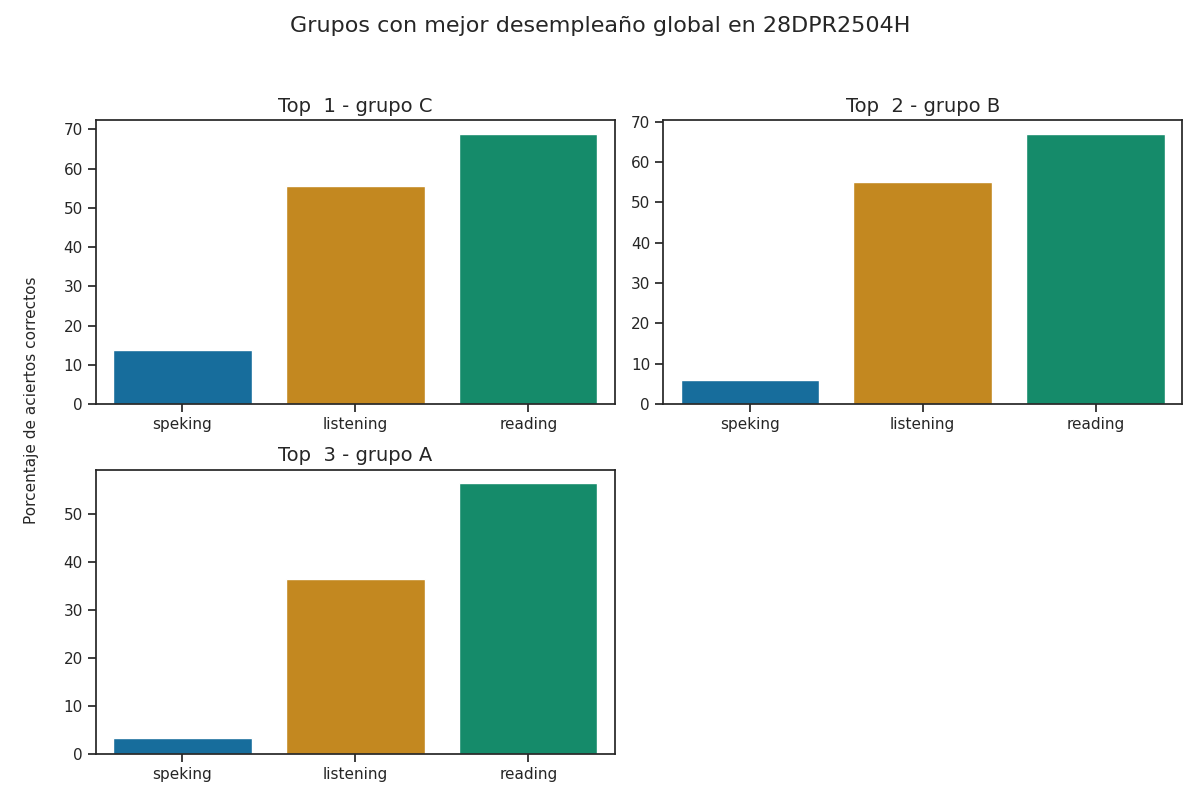 Grupos con mejor desempleaño global en 28DPR2504H
Top  1 - grupo C
70
60
50
40
30
20
10
0
speking listening reading
Top  2 - grupo B
70
60
50
40
30
20
10
0
speking listening reading
Porcentaje de aciertos correctos
Top  3 - grupo A
50
40
30
20
10
0
speking listening reading